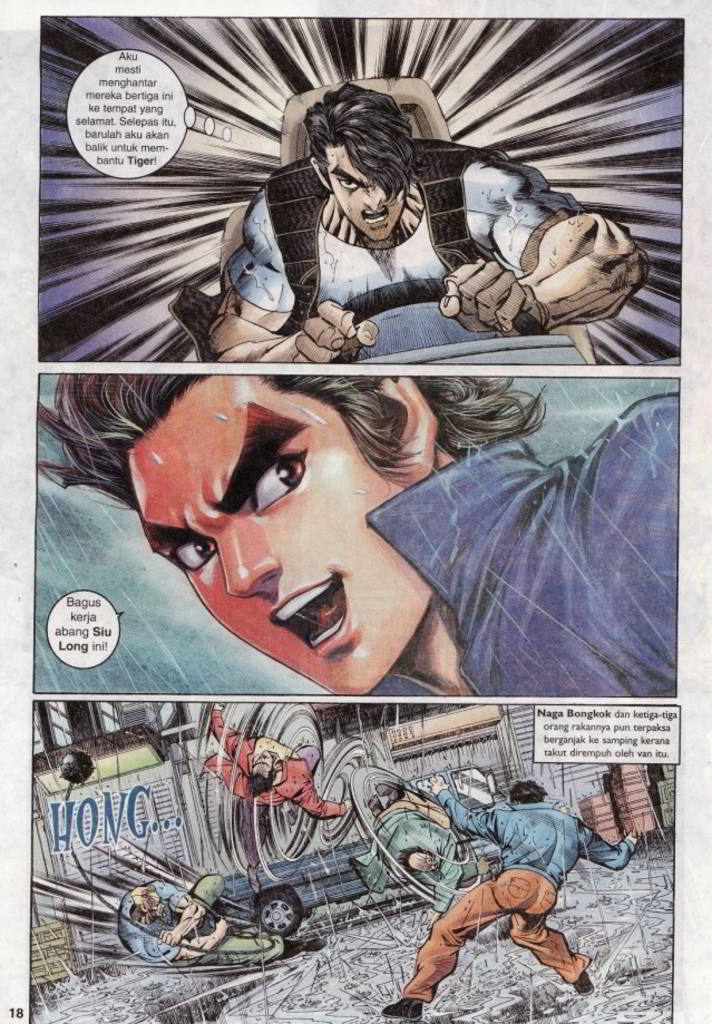 Aku
mesti
menghantar
mereka bertiga ini
ke tempat yang
selamat. Selepas itu,
barulah aku akan
balik untuk mem-
bantu Tiger!
Bagus
kerja
abang Siu
Long ini!
Naga Bongkok dan ketiga-tiga
orang rakannya pun terpaksa
berganjak ke samping kerana
takut dirempuh oleh van itu.
HONG...
18